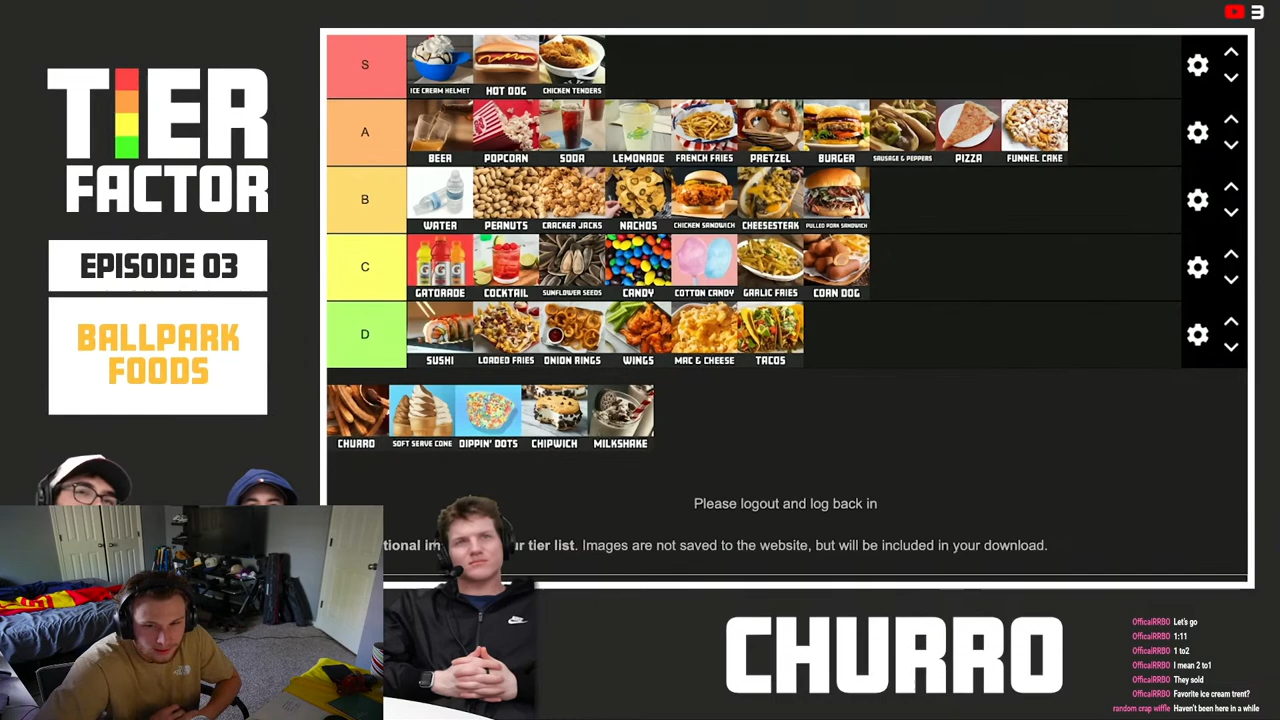 3
TIER
FACTOR
EPISODE 03
BALLPARK
FOODS
S
ICE CREAM HELMET HOT DOG CHICKEN TENDERS
A
BEER POPCORN SODA LEMONADE FRENCH FRIES PRETZEL BURGER SAUSAGE & PEPPERS PIZZA FUNNEL CAKE
B
WATER PEANUTS CRACKER JACKS NACHOS CHICKEN SANDWICH CHEESESTEAK PULLED PORK SANDWICH
C
GATORADE COCKTAIL SUNFLOWER SEEDS CANDY COTTON CANDY GARLIC FRIES CORN DOG
D
SUSHI LOADED FRIES ONION RINGS WINGS MAC & CHEESE TACOS
CHURRO SOFT SERVE CONE DIPPIN' DOTS CHIPWICH MILKSHAKE
Please logout and log back in
tional im ur tier list. Images are not saved to the website, but will be included in your download.
CHURRO
OfficalRRBO Let's go
OfficalRRBO 1:11
OfficalRRBO 1 to2
OfficalRRBO I mean 2 to1
OfficalRRBO They sold
OfficalRRBO Favorite ice cream trent?
random crap wiffle Haven't been here in a while